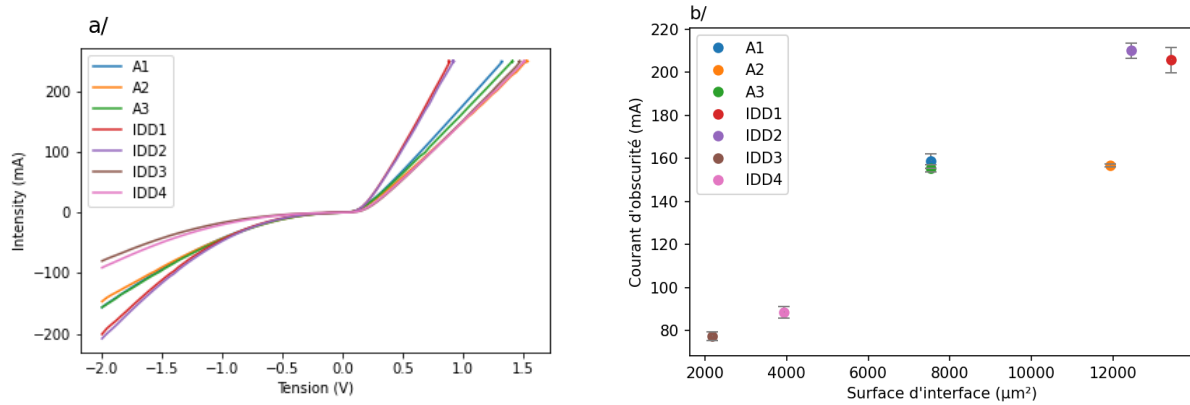 a/
A1
A2
A3
IDD1
IDD2
IDD3
IDD4
200
100
0
−100
−200
Intensity (mA)
−2.0 −1.5 −1.0 −0.5 0.0 0.5 1.0 1.5
Tension (V)
b/
A1
A2
A3
IDD1
IDD2
IDD3
IDD4
220
200
180
160
140
120
100
80
Courant d'obscurité (mA)
2000 4000 6000 8000 10000 12000
Surface d'interface (µm²)